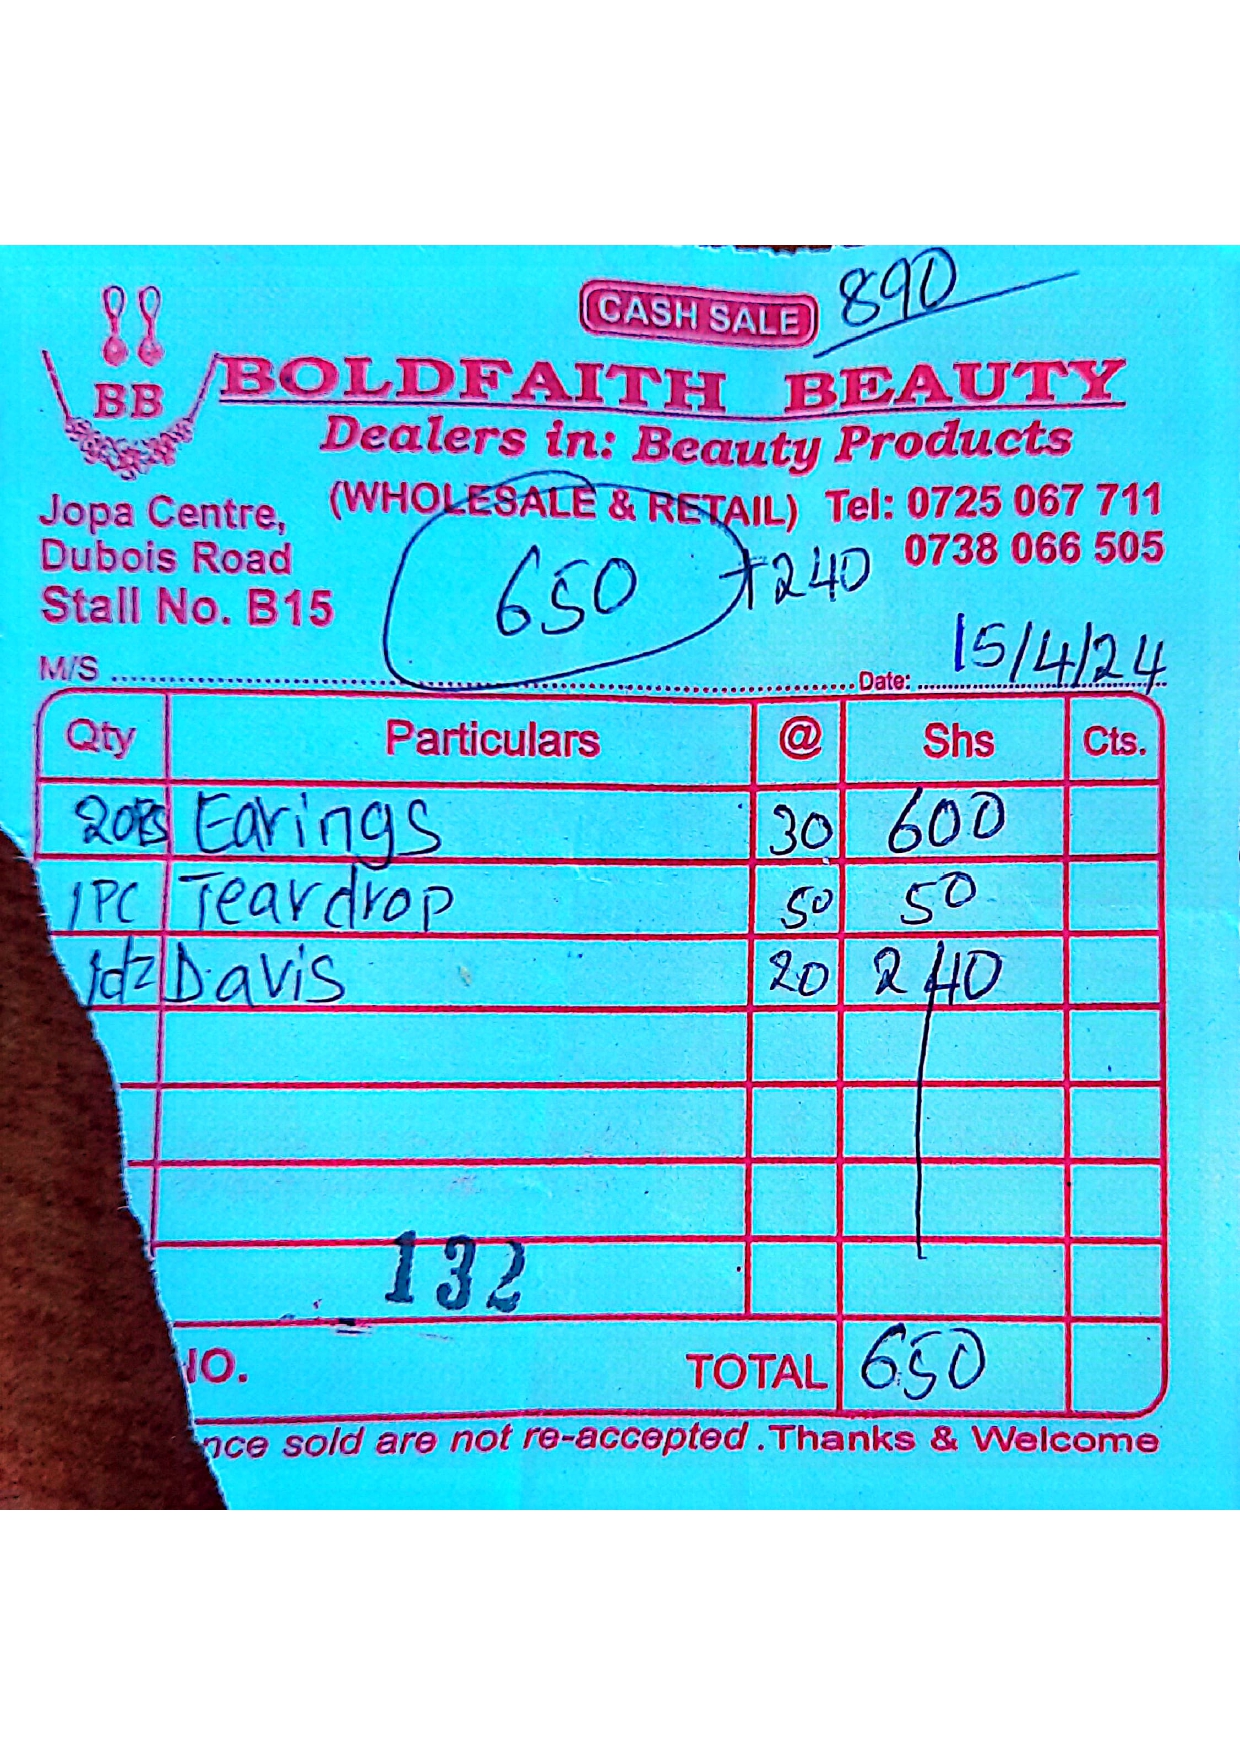 CASH SALE 890
BB
BOLDFAITH BEAUTY
Dealers in: Beauty Products
(WHOLESALE & RETAIL) Tel: 0725 067 711
0738 066 505
Jopa Centre,
Dubois Road
Stall No. B15
650 +240
M/S Date: 15/4/24
Qty Particulars @ Shs Cts.
20PCS Earings 30 600
1PC Teardrop 50 50
1dz Davis 20 240
132
NO. TOTAL 650
nce sold are not re-accepted. Thanks & Welcome